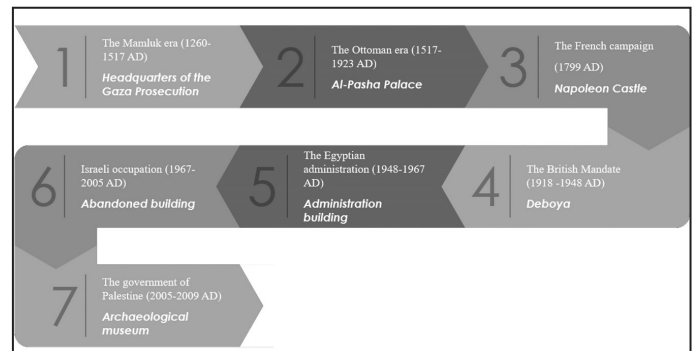 1
The Mamluk era (1260-
1517 AD)
Headquarters of the
Gaza Prosecution
2
The Ottoman era (1517-
1923 AD)
Al-Pasha Palace
3
The French campaign
(1799 AD)
Napoleon Castle
4
The British Mandate
(1918 -1948 AD)
Deboya
5
The Egyptian
administration (1948-1967
AD)
Administration
building
6
Israeli occupation (1967-
2005 AD)
Abandoned building
7
The government of
Palestine (2005-2009 AD)
Archaeological
museum